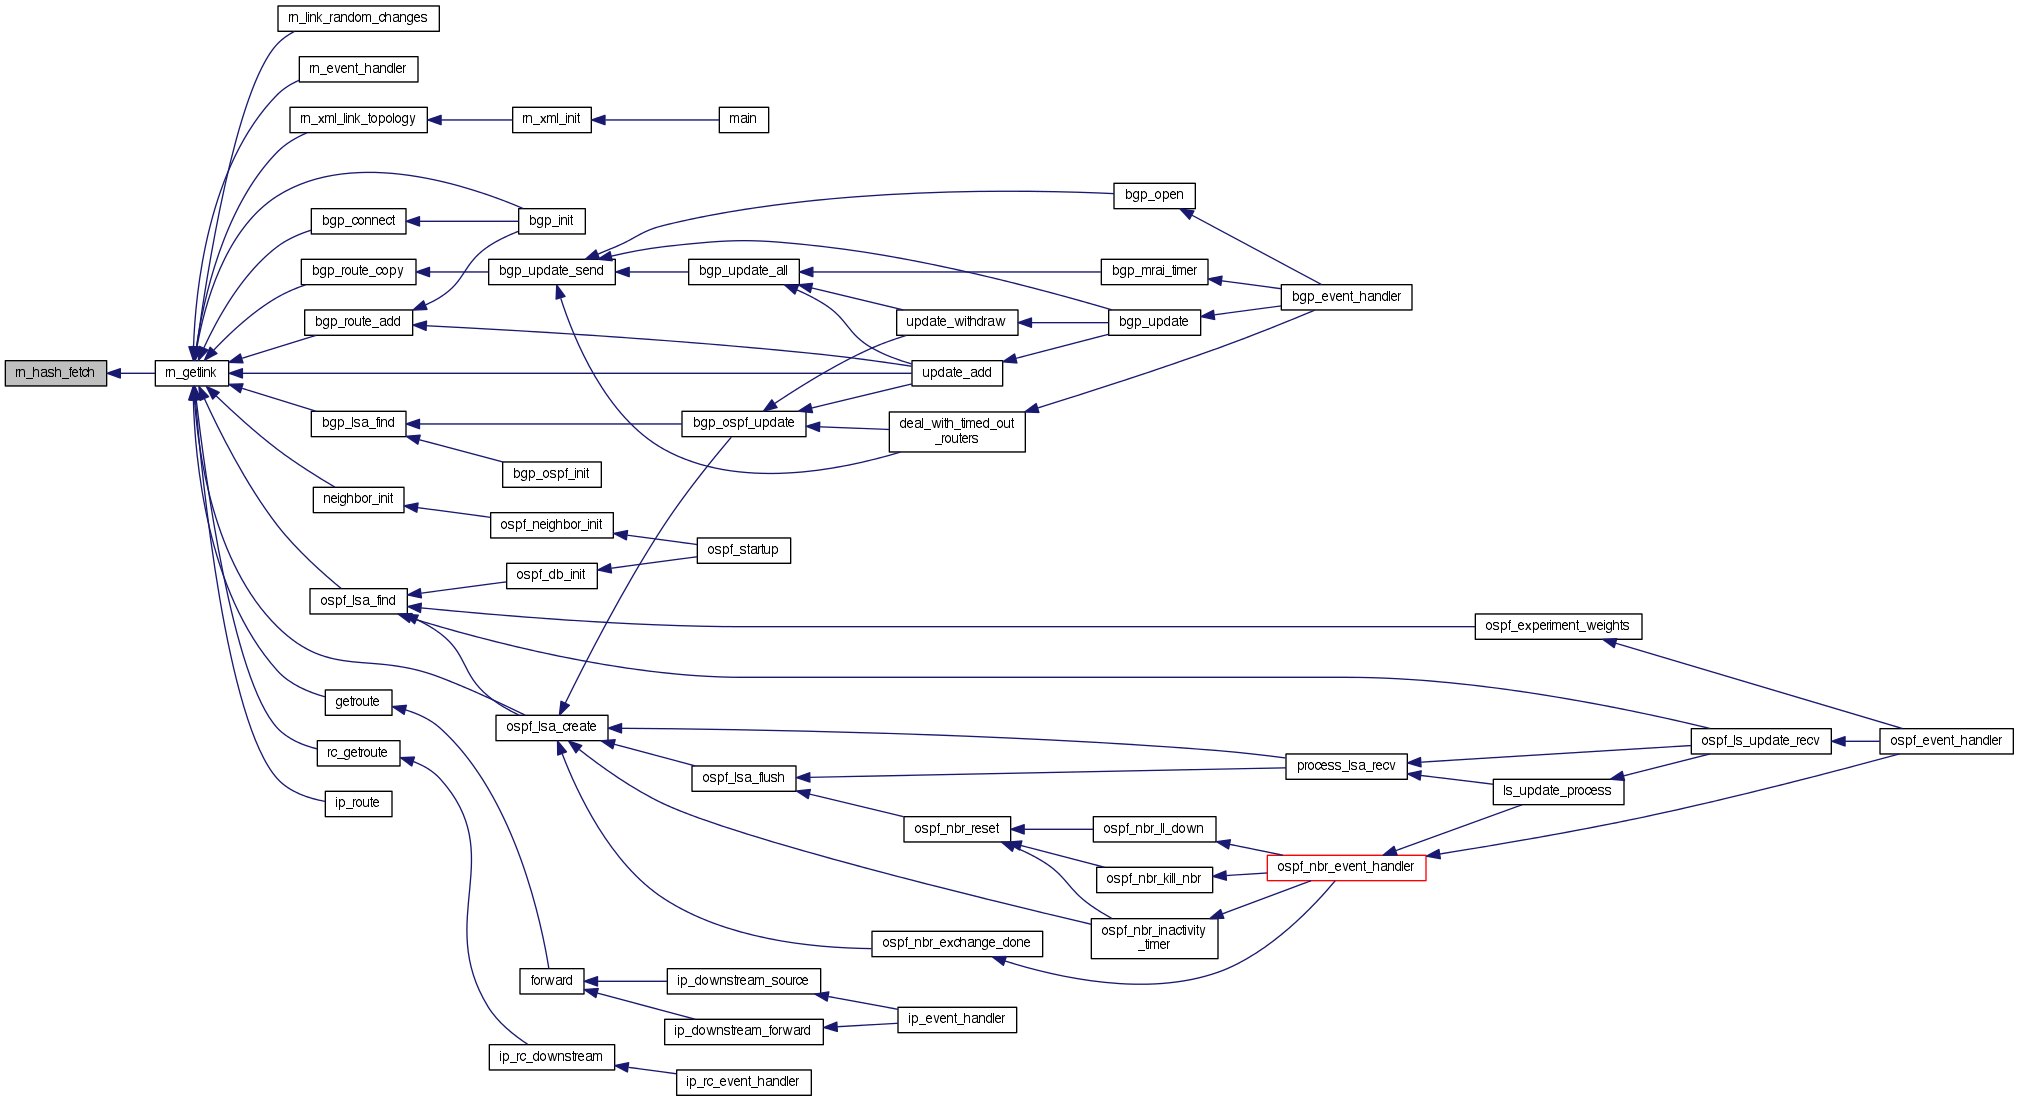 rn_link_random_changes
rn_event_handler
rn_xml_link_topology
rn_xml_init
main
bgp_open
bgp_connect
bgp_init
bgp_route_copy
bgp_update_send
bgp_update_all
bgp_mrai_timer
bgp_event_handler
bgp_route_add
update_withdraw
bgp_update
rn_hash_fetch
rn_getlink
update_add
bgp_lsa_find
bgp_ospf_update
deal_with_timed_out
_routers
bgp_ospf_init
neighbor_init
ospf_neighbor_init
ospf_startup
ospf_db_init
ospf_lsa_find
ospf_experiment_weights
getroute
ospf_lsa_create
ospf_ls_update_recv
ospf_event_handler
rc_getroute
process_lsa_recv
ospf_lsa_flush
ls_update_process
ip_route
ospf_nbr_reset
ospf_nbr_ll_down
ospf_nbr_event_handler
ospf_nbr_kill_nbr
ospf_nbr_inactivity
_timer
ospf_nbr_exchange_done
forward
ip_downstream_source
ip_event_handler
ip_downstream_forward
ip_rc_downstream
ip_rc_event_handler